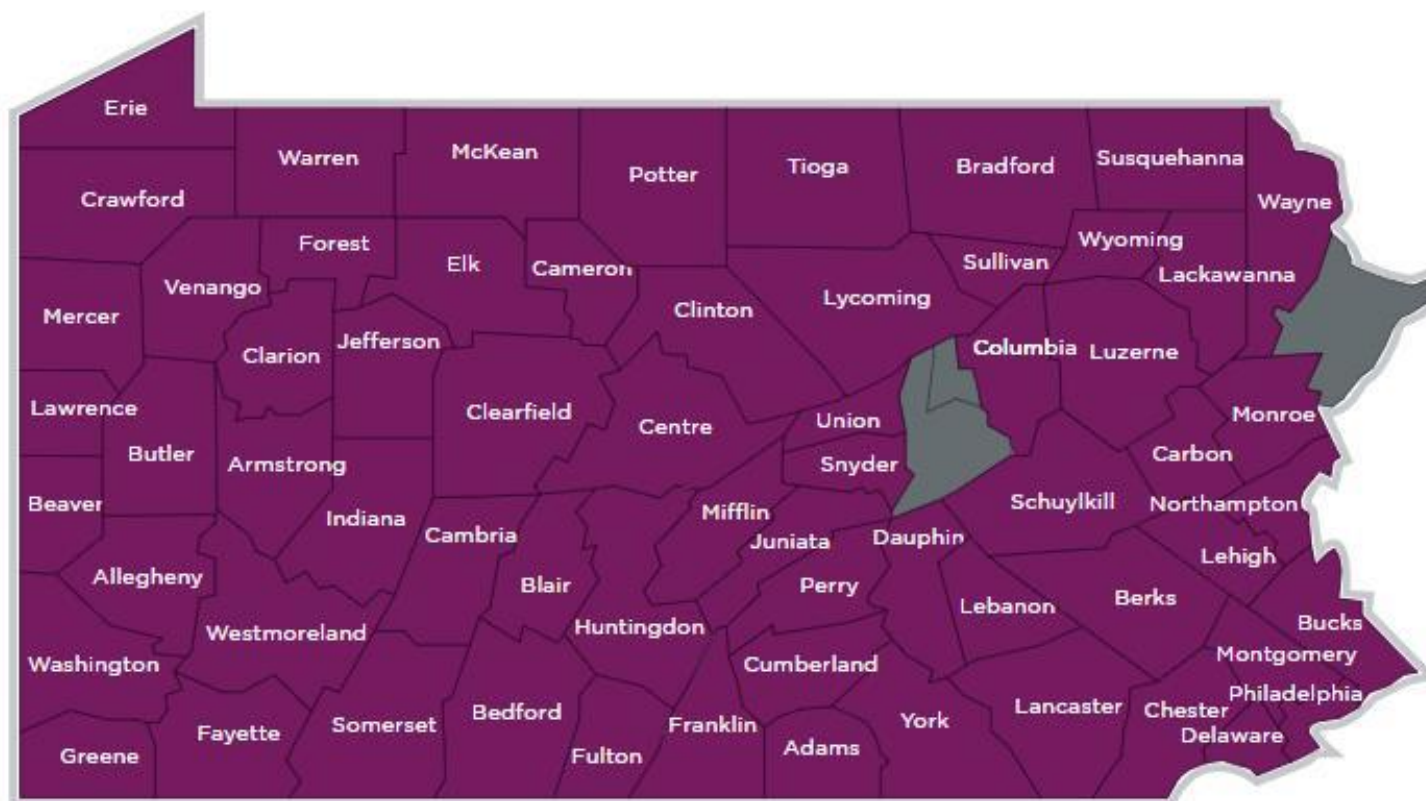 Erie
Warren
McKean
Potter
Tioga
Bradford
Susquehanna
Wayne
Crawford
Forest
Elk
Cameron
Sullivan
Wyoming
Lackawanna
Venango
Mercer
Clinton
Lycoming
Clarion
Jefferson
Columbia
Luzerne
Lawrence
Clearfield
Centre
Union
Monroe
Butler
Armstrong
Snyder
Carbon
Beaver
Indiana
Cambria
Mifflin
Juniata
Dauphin
Schuylkill
Northampton
Lehigh
Allegheny
Blair
Perry
Lebanon
Berks
Westmoreland
Huntingdon
Bucks
Washington
Cumberland
Montgomery
Philadelphia
Greene
Fayette
Somerset
Bedford
Fulton
Franklin
Adams
York
Lancaster
Chester
Delaware